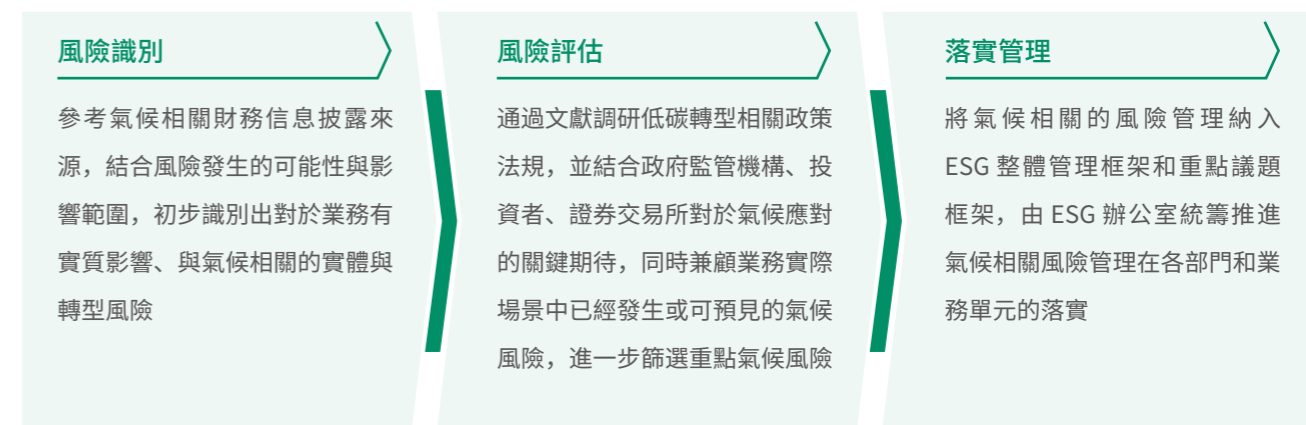 風險識別
參考氣候相關財務信息披露來
源，結合風險發生的可能性與影
響範圍，初步識別出對於業務有
實質影響、與氣候相關的實體與
轉型風險
風險評估
通過文獻調研低碳轉型相關政策
法規，並結合政府監管機構、投
資者、證券交易所對於氣候應對
的關鍵期待，同時兼顧業務實際
場景中已經發生或可預見的氣候
風險，進一步篩選重點氣候風險
落實管理
將氣候相關的風險管理納入
ESG 整體管理框架和重點議題
框架，由 ESG 辦公室統籌推進
氣候相關風險管理在各部門和業
務單元的落實